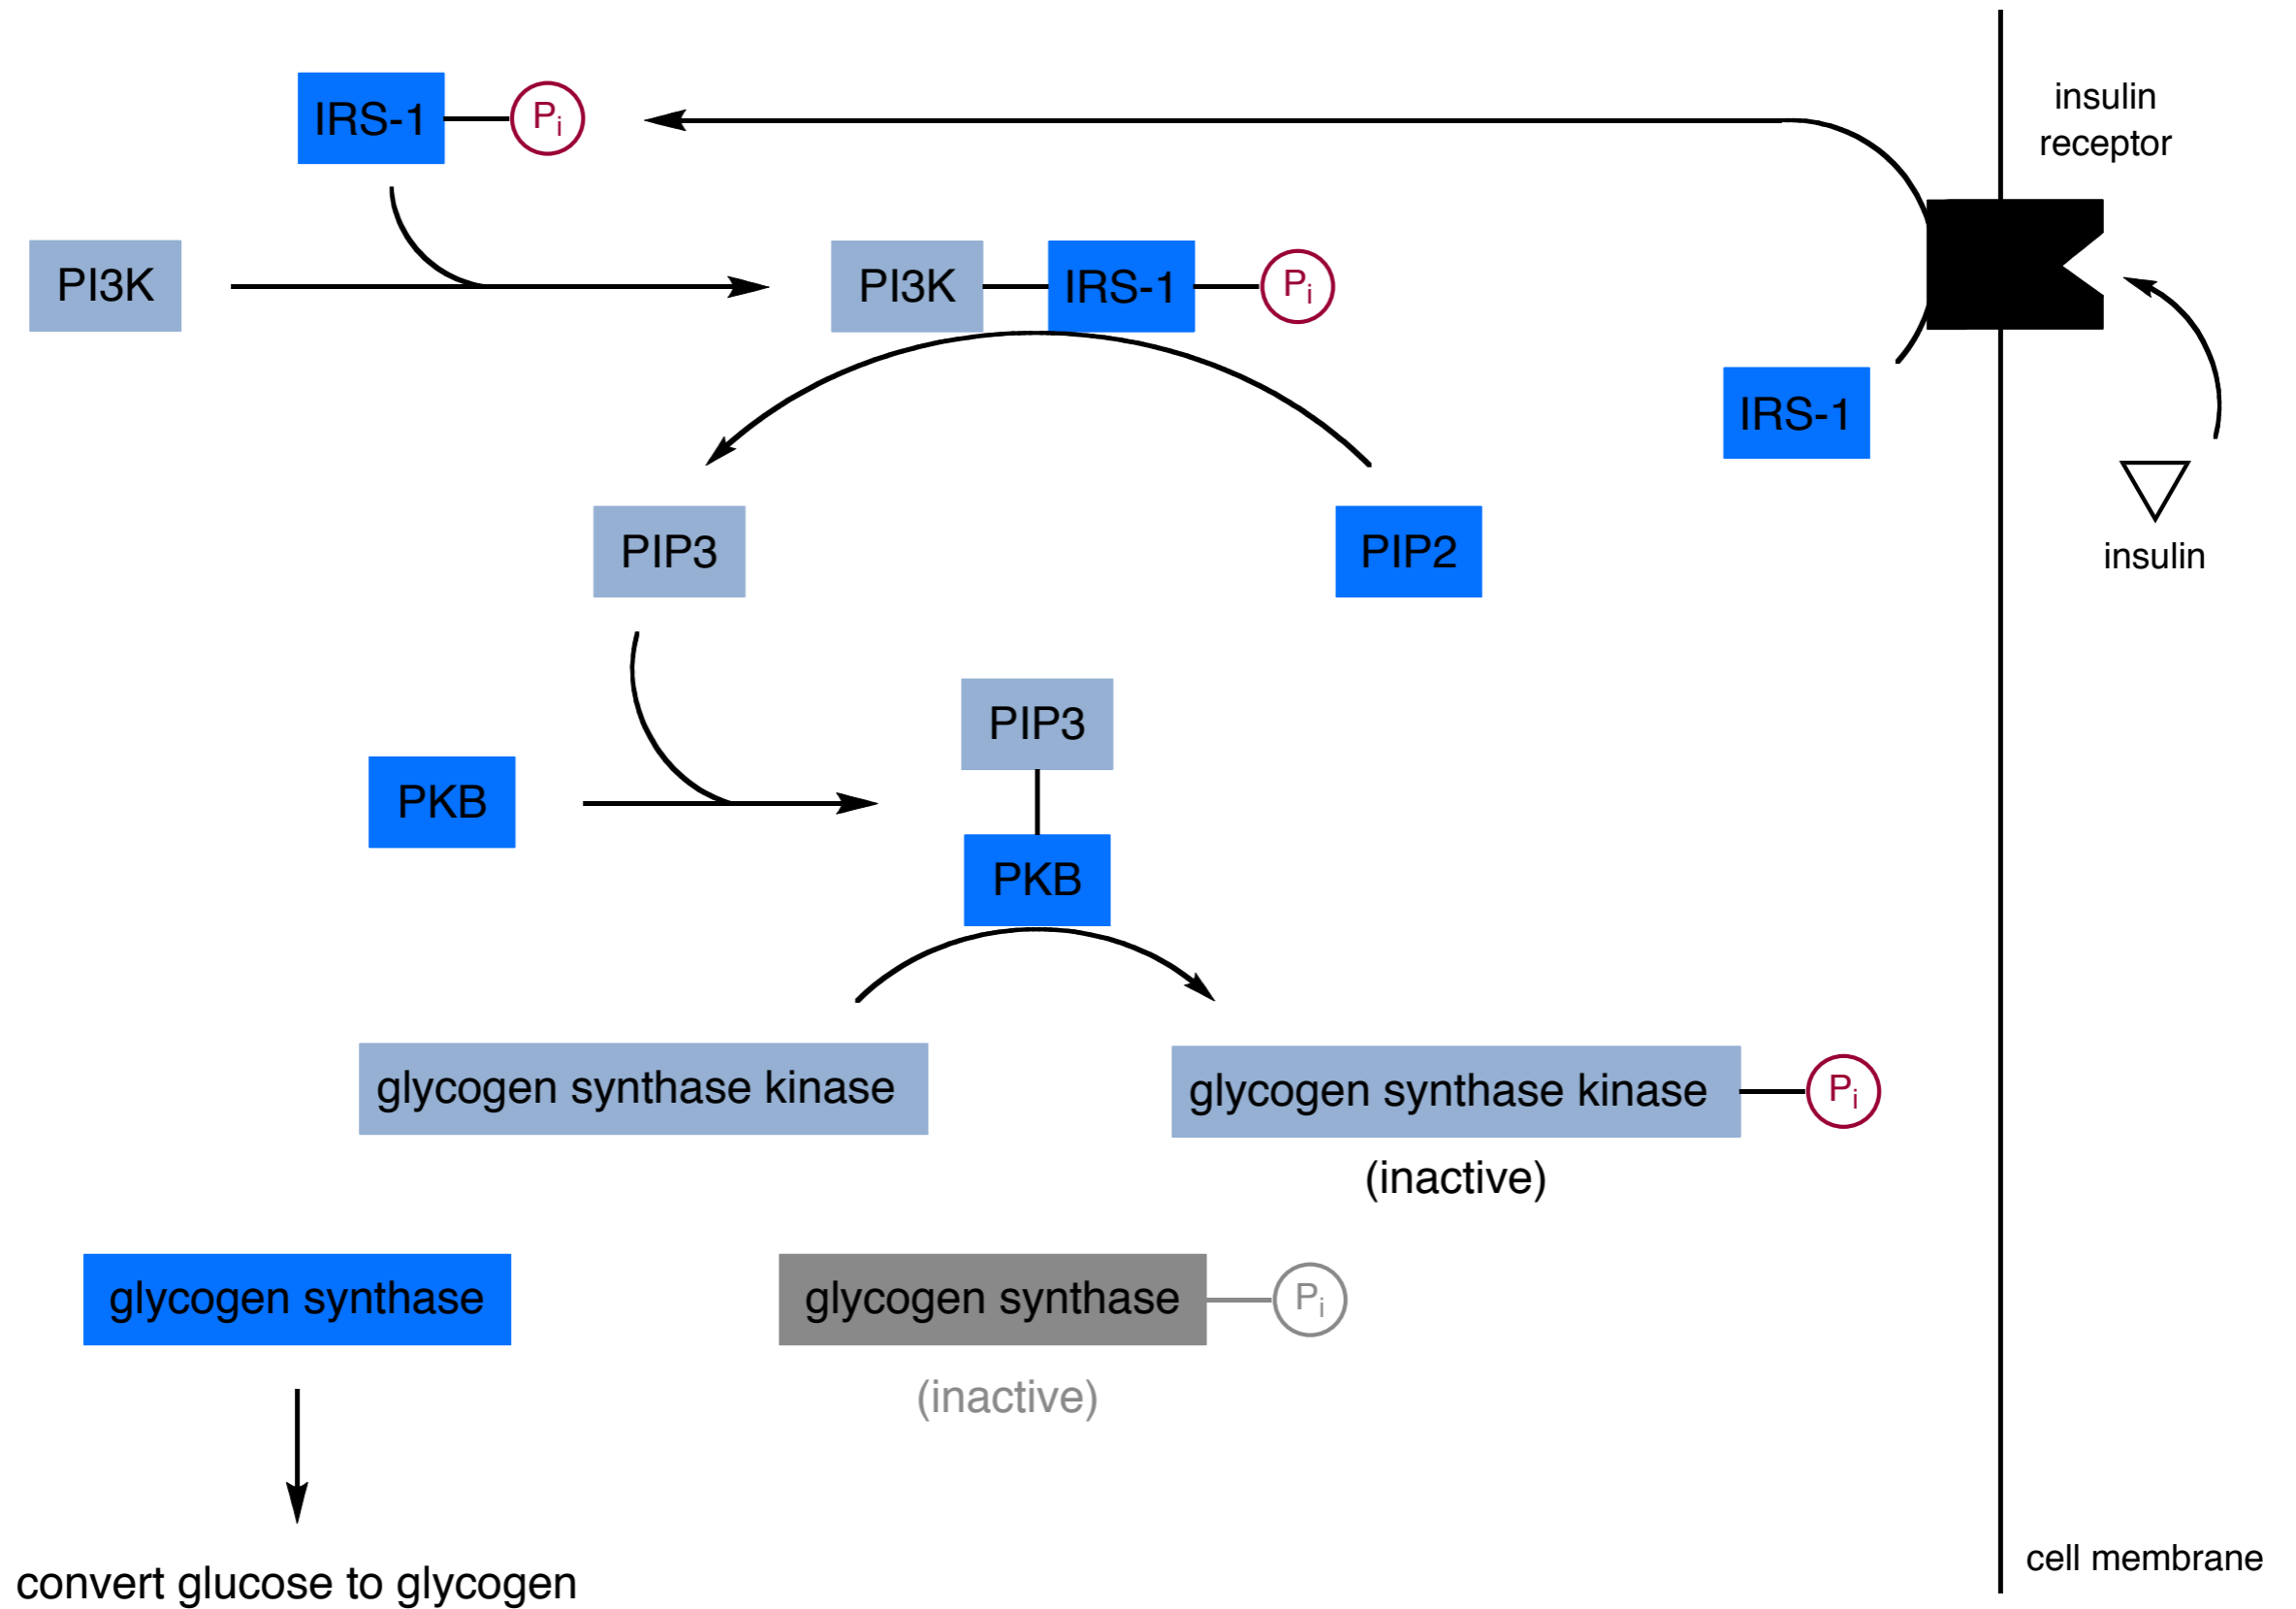 insulin
receptor
IRS-1
Pi
PI3K
PI3K
IRS-1
Pi
IRS-1
PIP3
PIP2
insulin
PIP3
PKB
PKB
glycogen synthase kinase
glycogen synthase kinase
Pi
(inactive)
glycogen synthase
glycogen synthase
Pi
(inactive)
convert glucose to glycogen
cell membrane